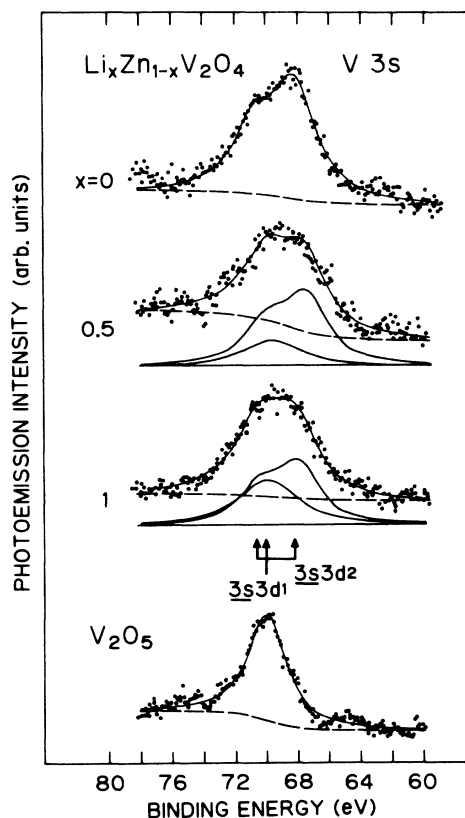 LiₓZn₁₋ₓV₂O₄ V 3s
x=0
0.5
1
3s3d1
3s3d2
V₂O₅
PHOTOEMISSION INTENSITY (arb. units)
80 76 72 68 64 60
BINDING ENERGY (eV)